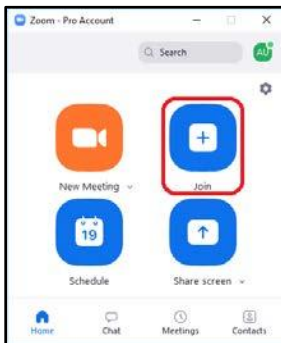 Zoom - Pro Account
Search
AU
New Meeting
Join
19
Schedule
Share screen
Home
Chat
Meetings
Contacts